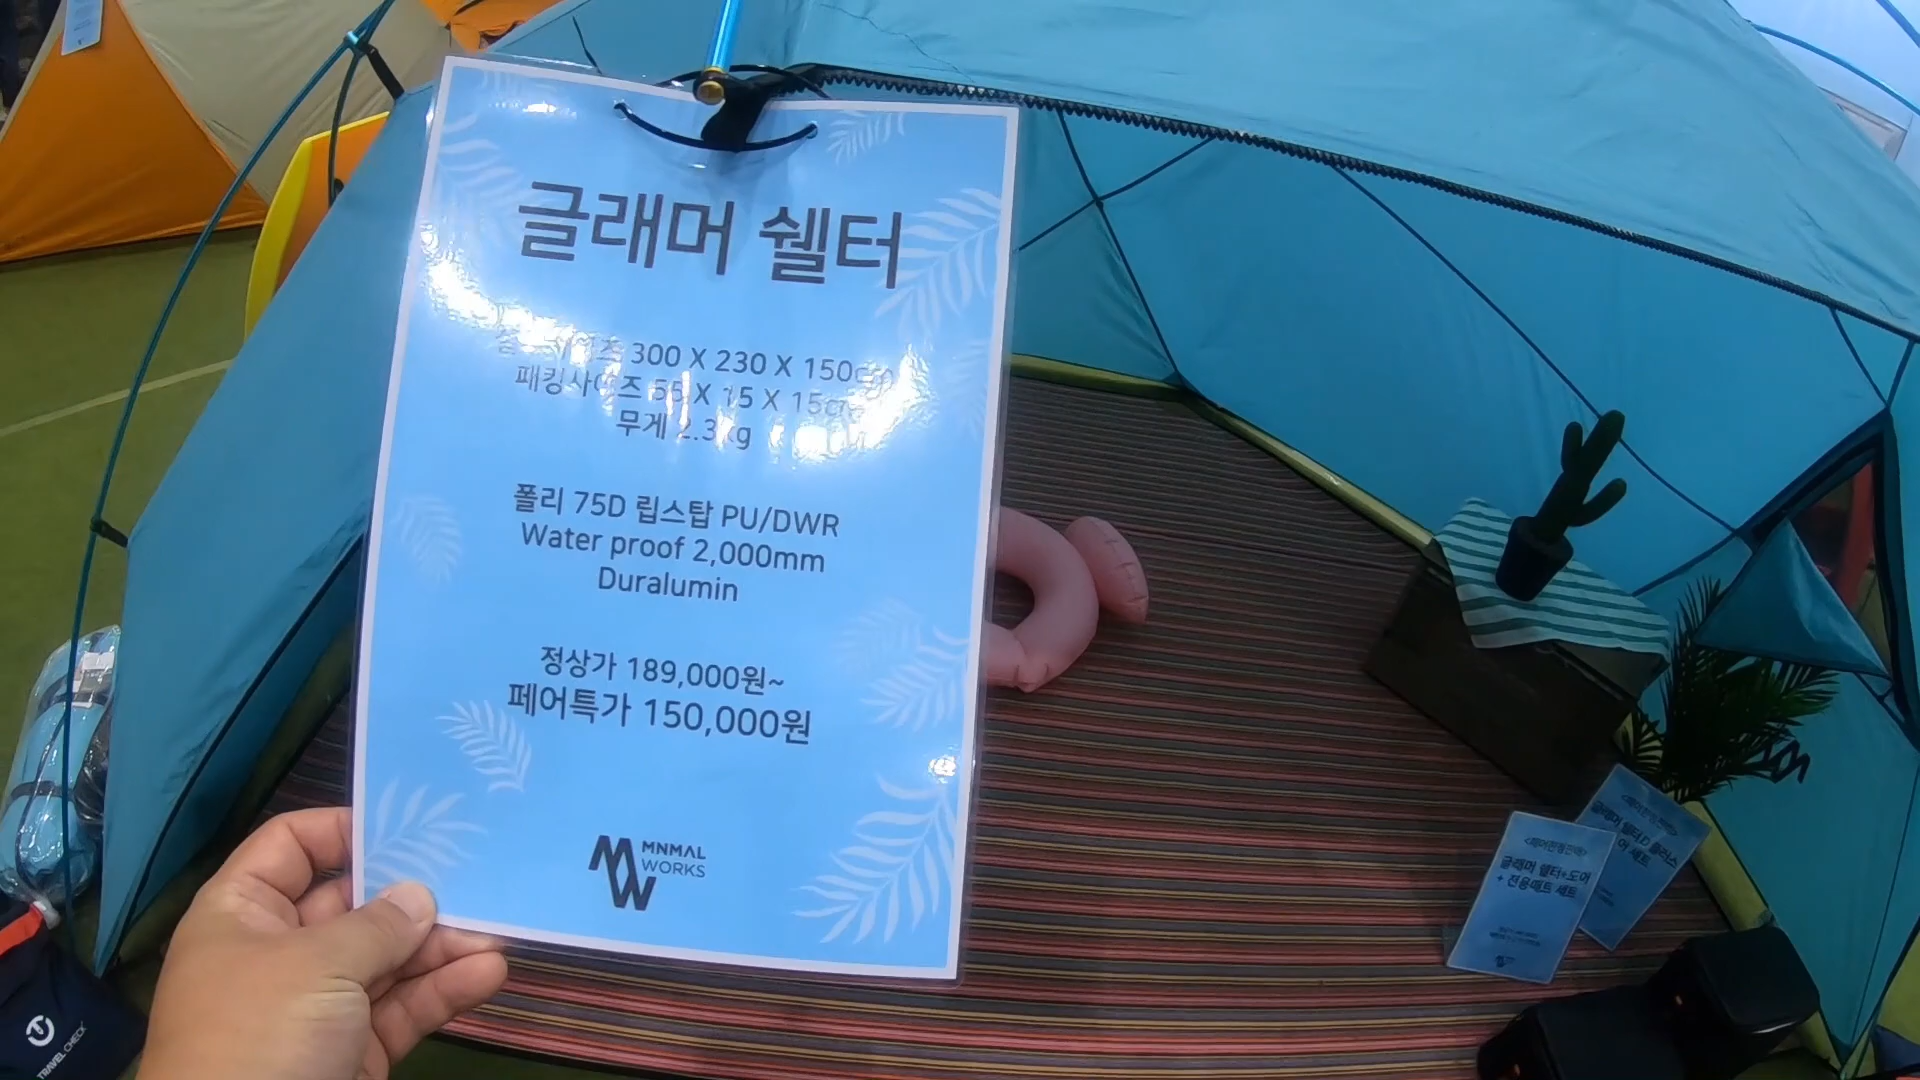 글래머 쉘터
300 X 230 X 150cm
패킹사이즈 55 X 15 X 15cm
무게 2.3kg
폴리 75D 립스탑 PU/DWR
Water proof 2,000mm
Duralumin
정상가 189,000원~
페어특가 150,000원
MNMAL
WORKS
글래머 쉘터+도어
+ 전용매트 세트
TRAVEL CHECK